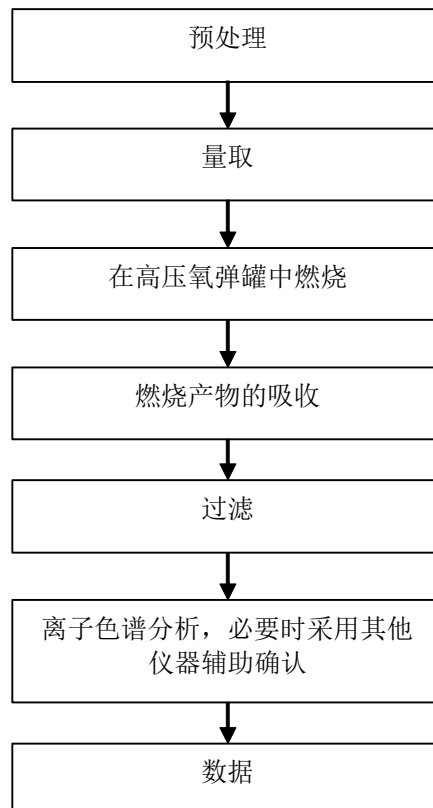 预处理
量取
在高压氧弹罐中燃烧
燃烧产物的吸收
过滤
离子色谱分析，必要时采用其他
仪器辅助确认
数据